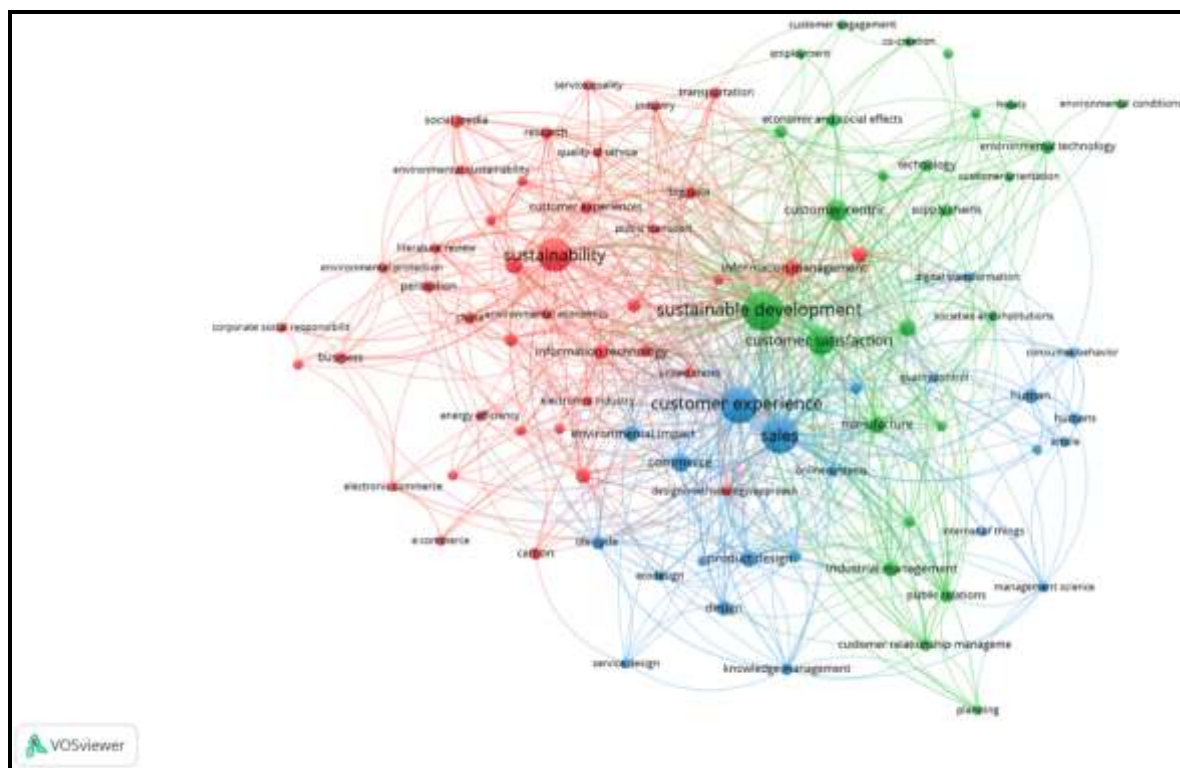 customer engagement
co-creation
employment
service quality
transportation
industry
hotels
environmental conditions
social media
economic and social effects
research
environmental technology
quality of service
technology
environmental sustainability
customer orientation
big data
customer experiences
customer centric
supply chains
public transport
literature review
sustainability
environmental protection
information management
digital transformation
perception
sustainable development
environmental economics
societies and institutions
corporate social responsibilit
customer satisfaction
business
information technology
consumer behavior
quality control
human
electronics industry
customer experience
energy efficiency
humans
manufacture
environmental impact
sales
article
commerce
online systems
electronic commerce
design/methodology/approach
internet of things
e-commerce
life cycle
carbon
product design
industrial management
ecodesign
management science
public relations
design
customer relationship manageme
service design
knowledge management
planning
VOSviewer